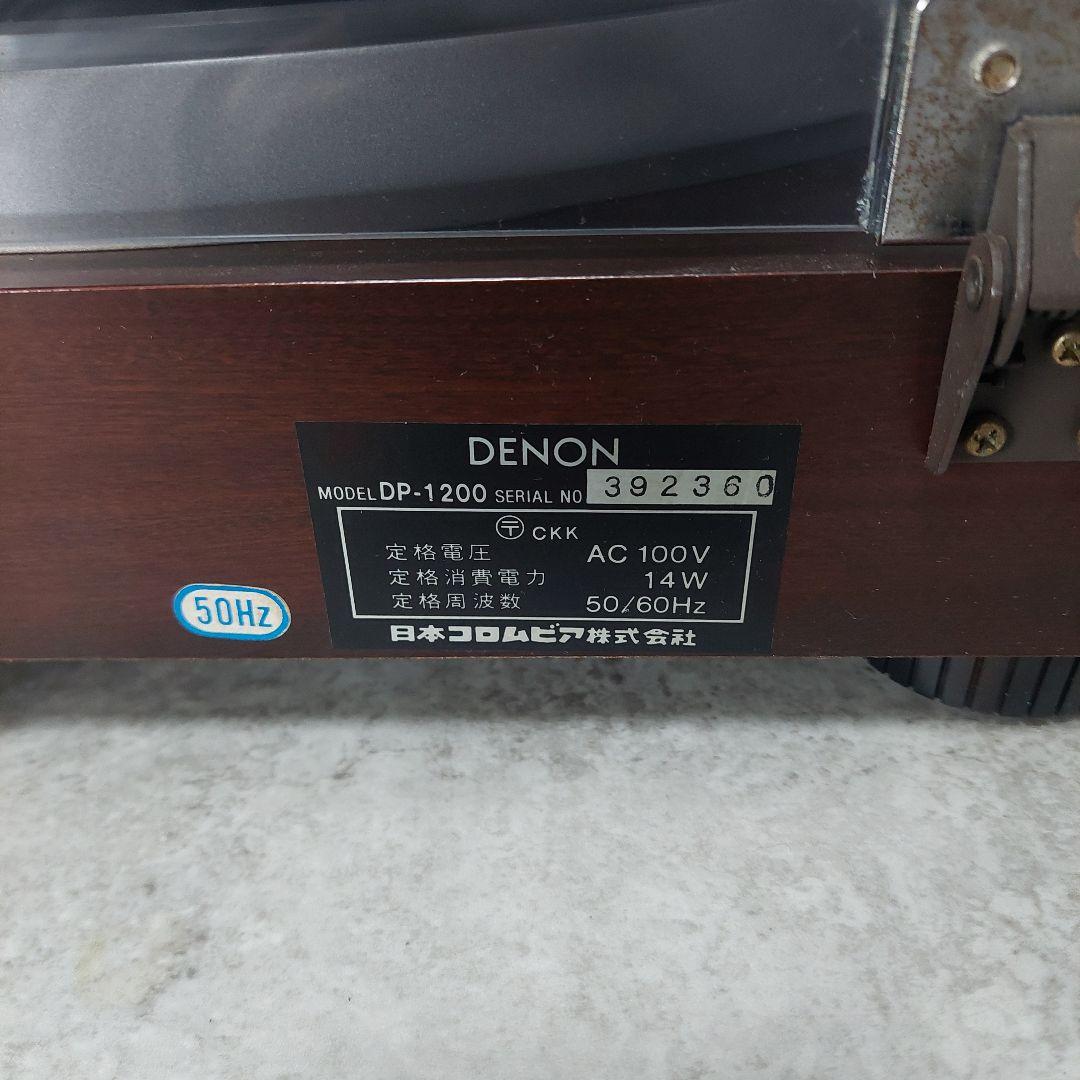 DENON
MODEL DP-1200 SERIAL NO 392360
〒 CKK
定格電圧 AC 100V
定格消費電力 14W
定格周波数 50/60Hz
日本コロムビア株式会社
50Hz